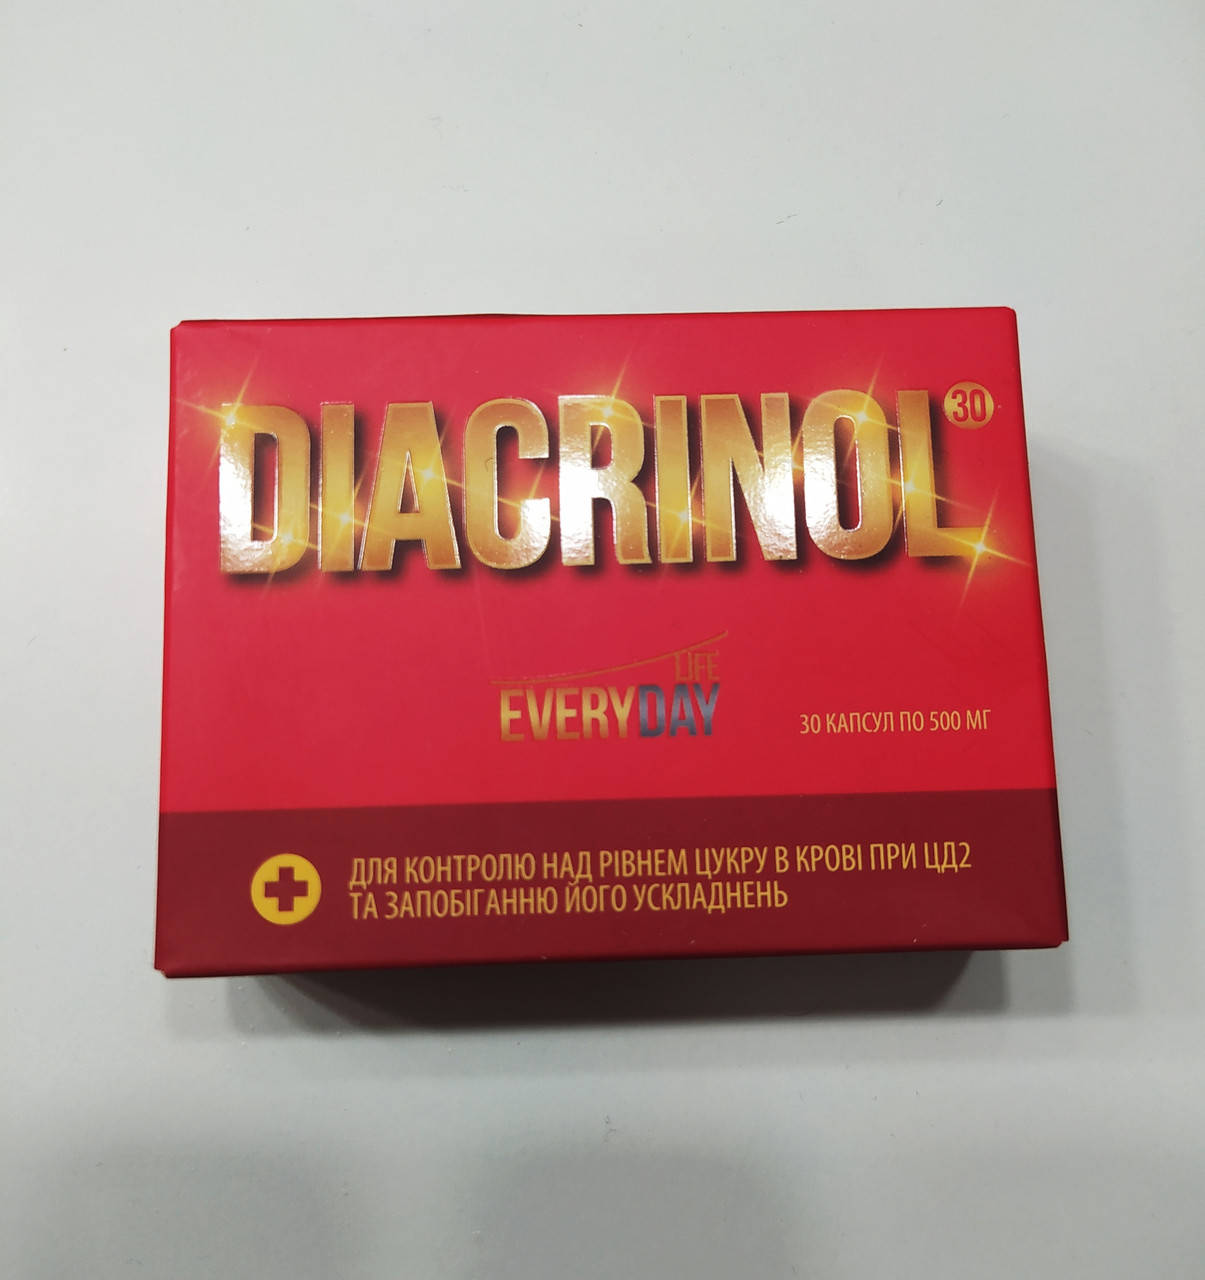 DIACRINOL 30
LIFE
EVERYDAY
30 КАПСУЛ ПО 500 МГ
ДЛЯ КОНТРОЛЮ НАД РІВНЕМ ЦУКРУ В КРОВІ ПРИ ЦД2
ТА ЗАПОБІГАННЮ ЙОГО УСКЛАДНЕНЬ